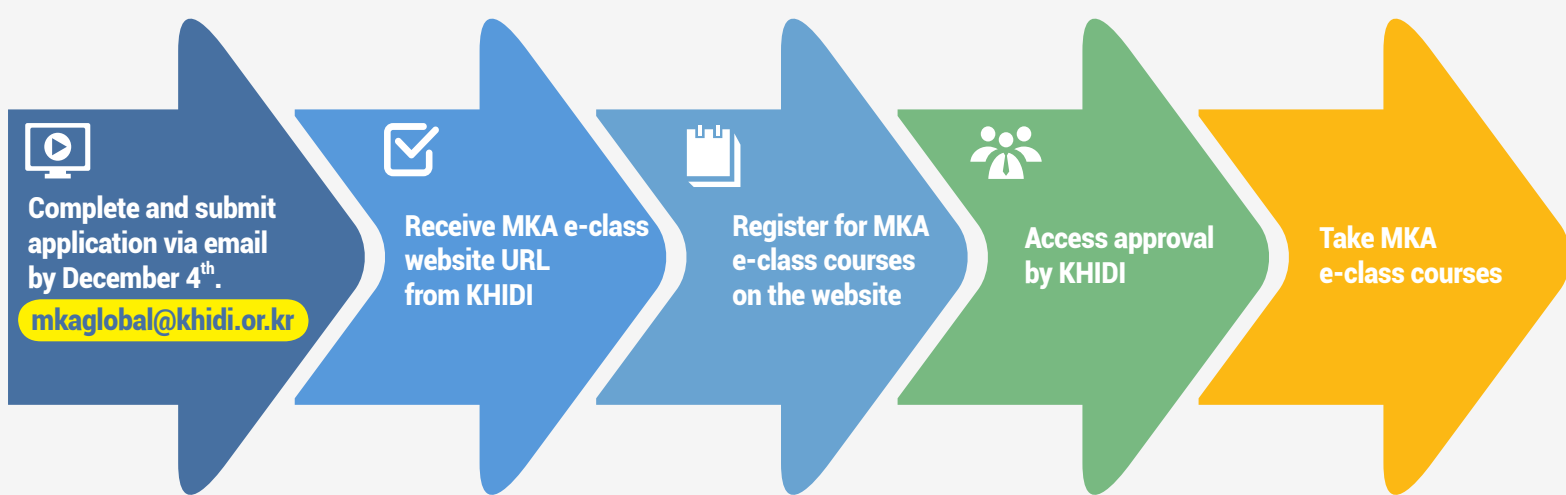 Complete and submit
application via email
by December 4th.
mkaglobal@khidi.or.kr
Receive MKA e-class
website URL
from KHIDI
Register for MKA
e-class courses
on the website
Access approval
by KHIDI
Take MKA
e-class courses